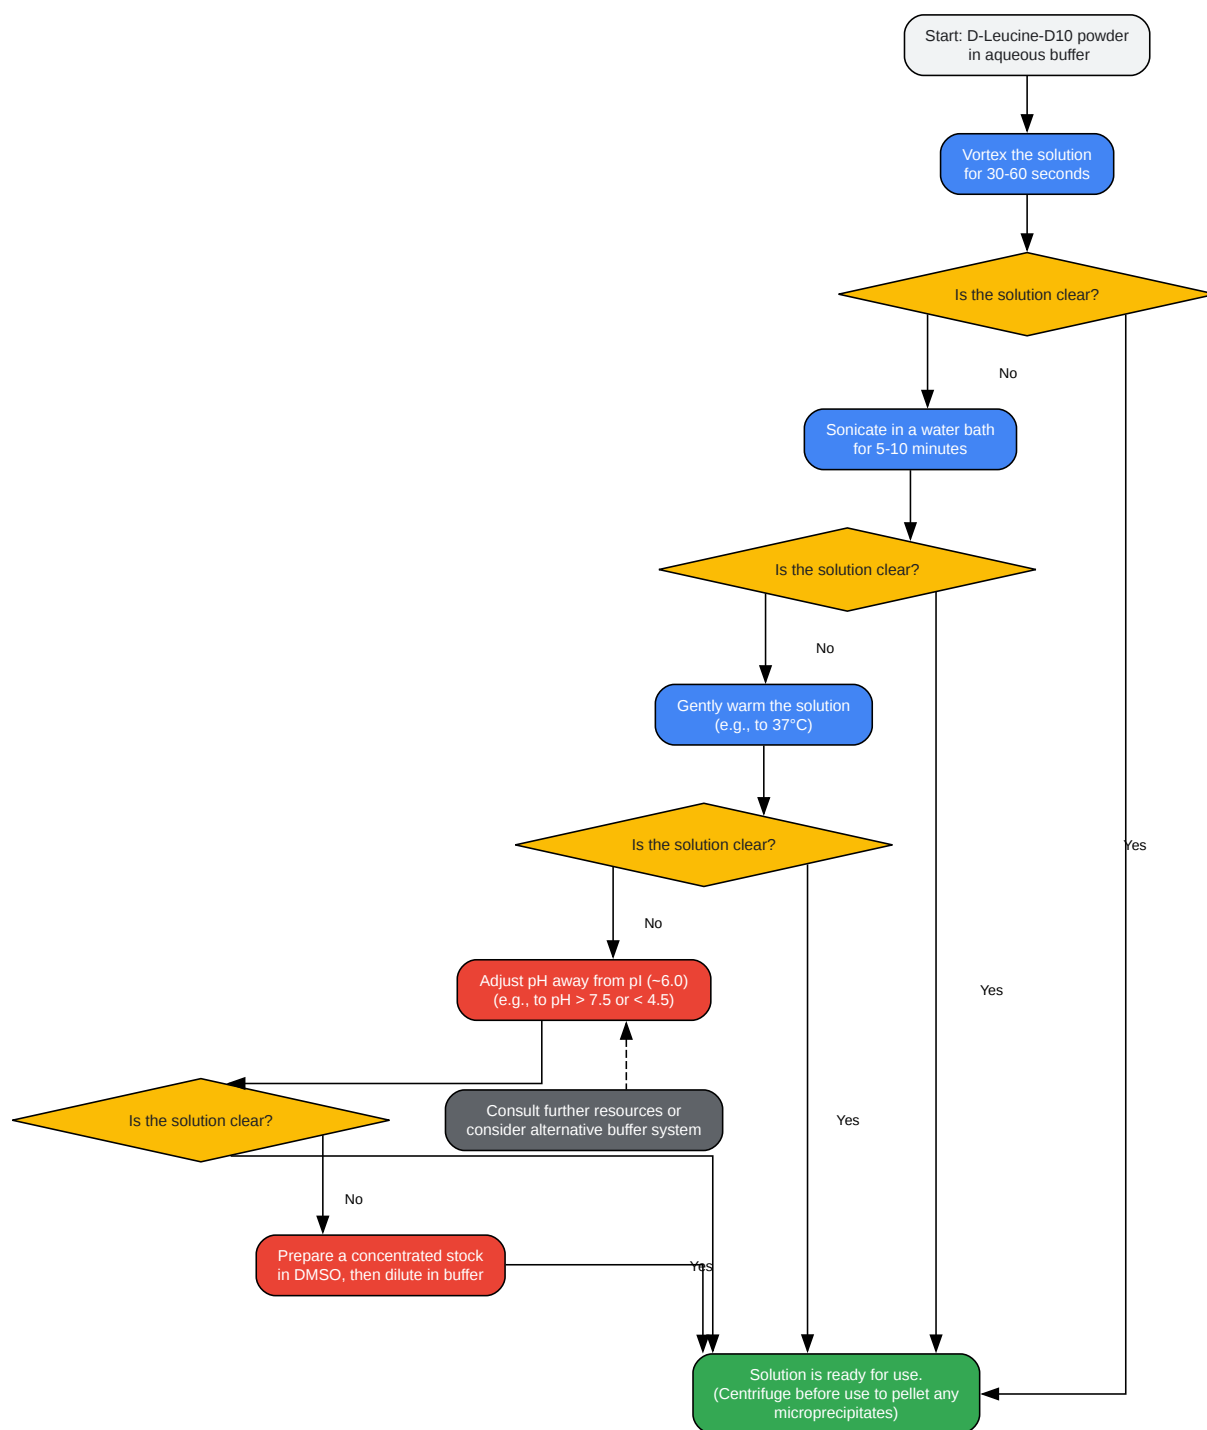 Start: D-Leucine-D10 powder
in aqueous buffer
Vortex the solution
for 30-60 seconds
Is the solution clear?
No
Sonicate in a water bath
for 5-10 minutes
Is the solution clear?
No
Gently warm the solution
(e.g., to 37°C)
Is the solution clear?
Yes
No
Adjust pH away from pI (~6.0)
(e.g., to pH > 7.5 or < 4.5)
Yes
Is the solution clear?
Consult further resources or
consider alternative buffer system
Yes
No
Prepare a concentrated stock
in DMSO, then dilute in buffer
Yes
Solution is ready for use.
(Centrifuge before use to pellet any
microprecipitates)